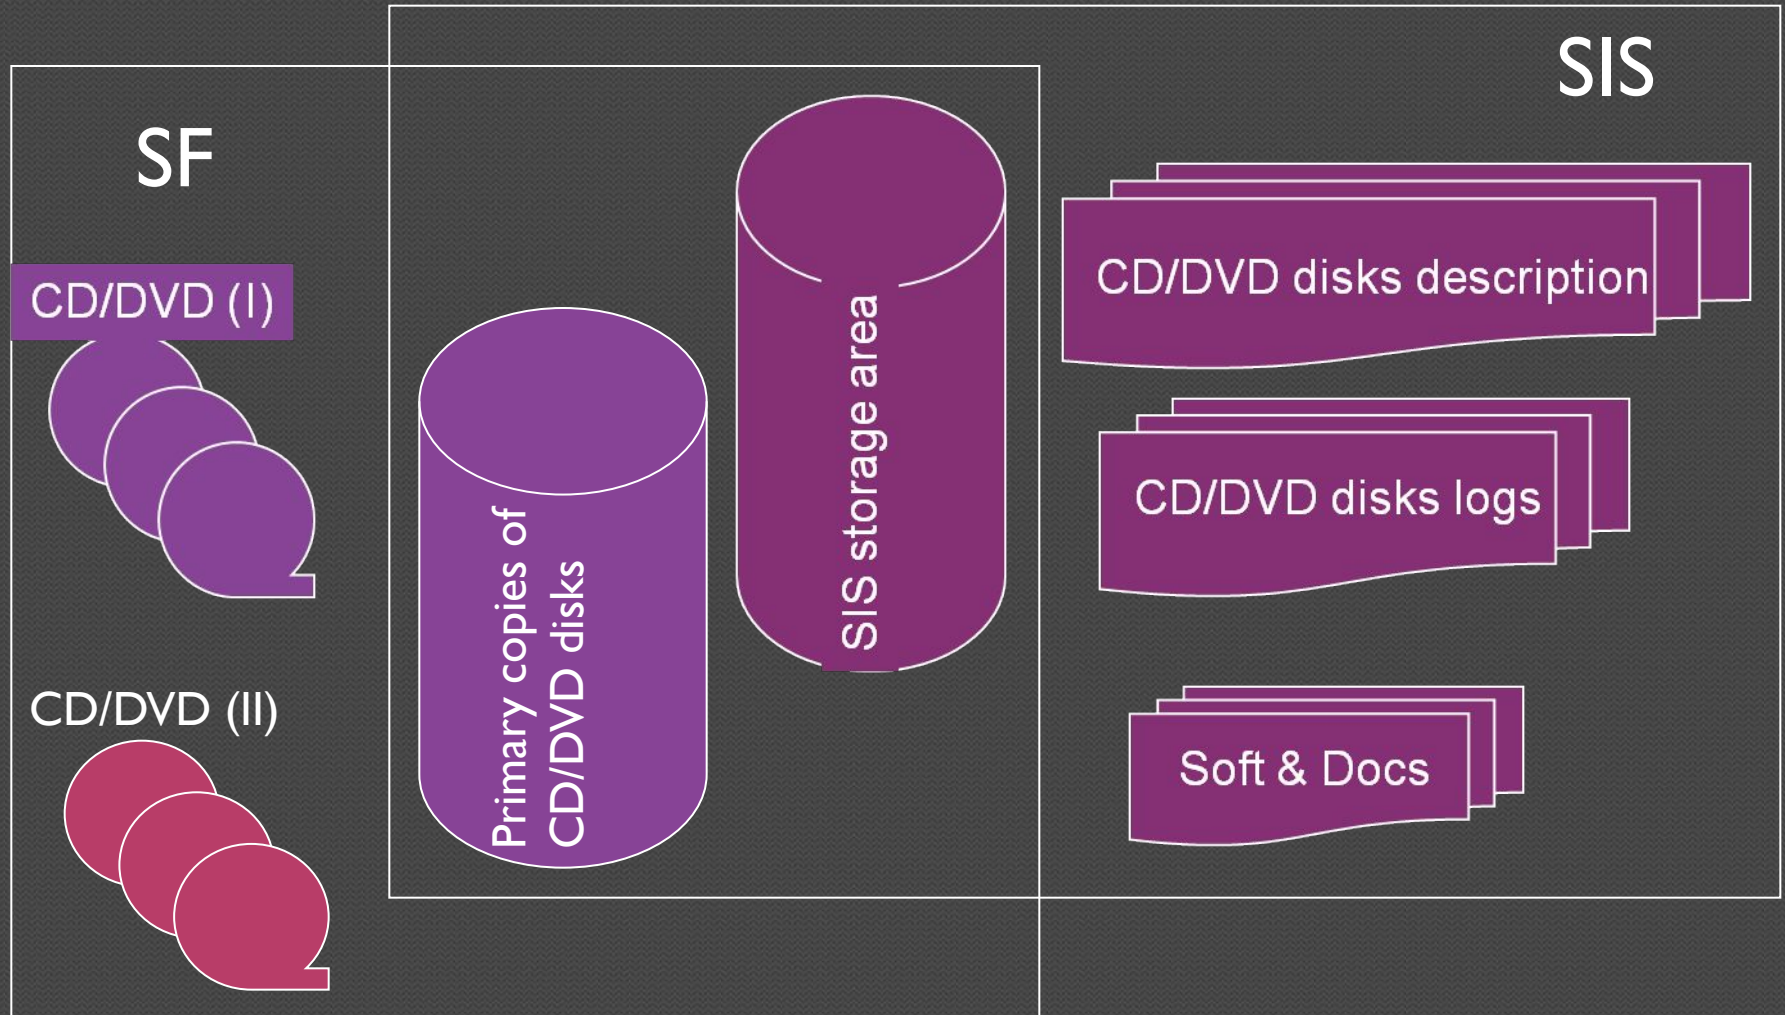 SIS
SF
CD/DVD (I)
CD/DVD (II)
Primary copies of
CD/DVD disks
SIS storage area
CD/DVD disks description
CD/DVD disks logs
Soft & Docs